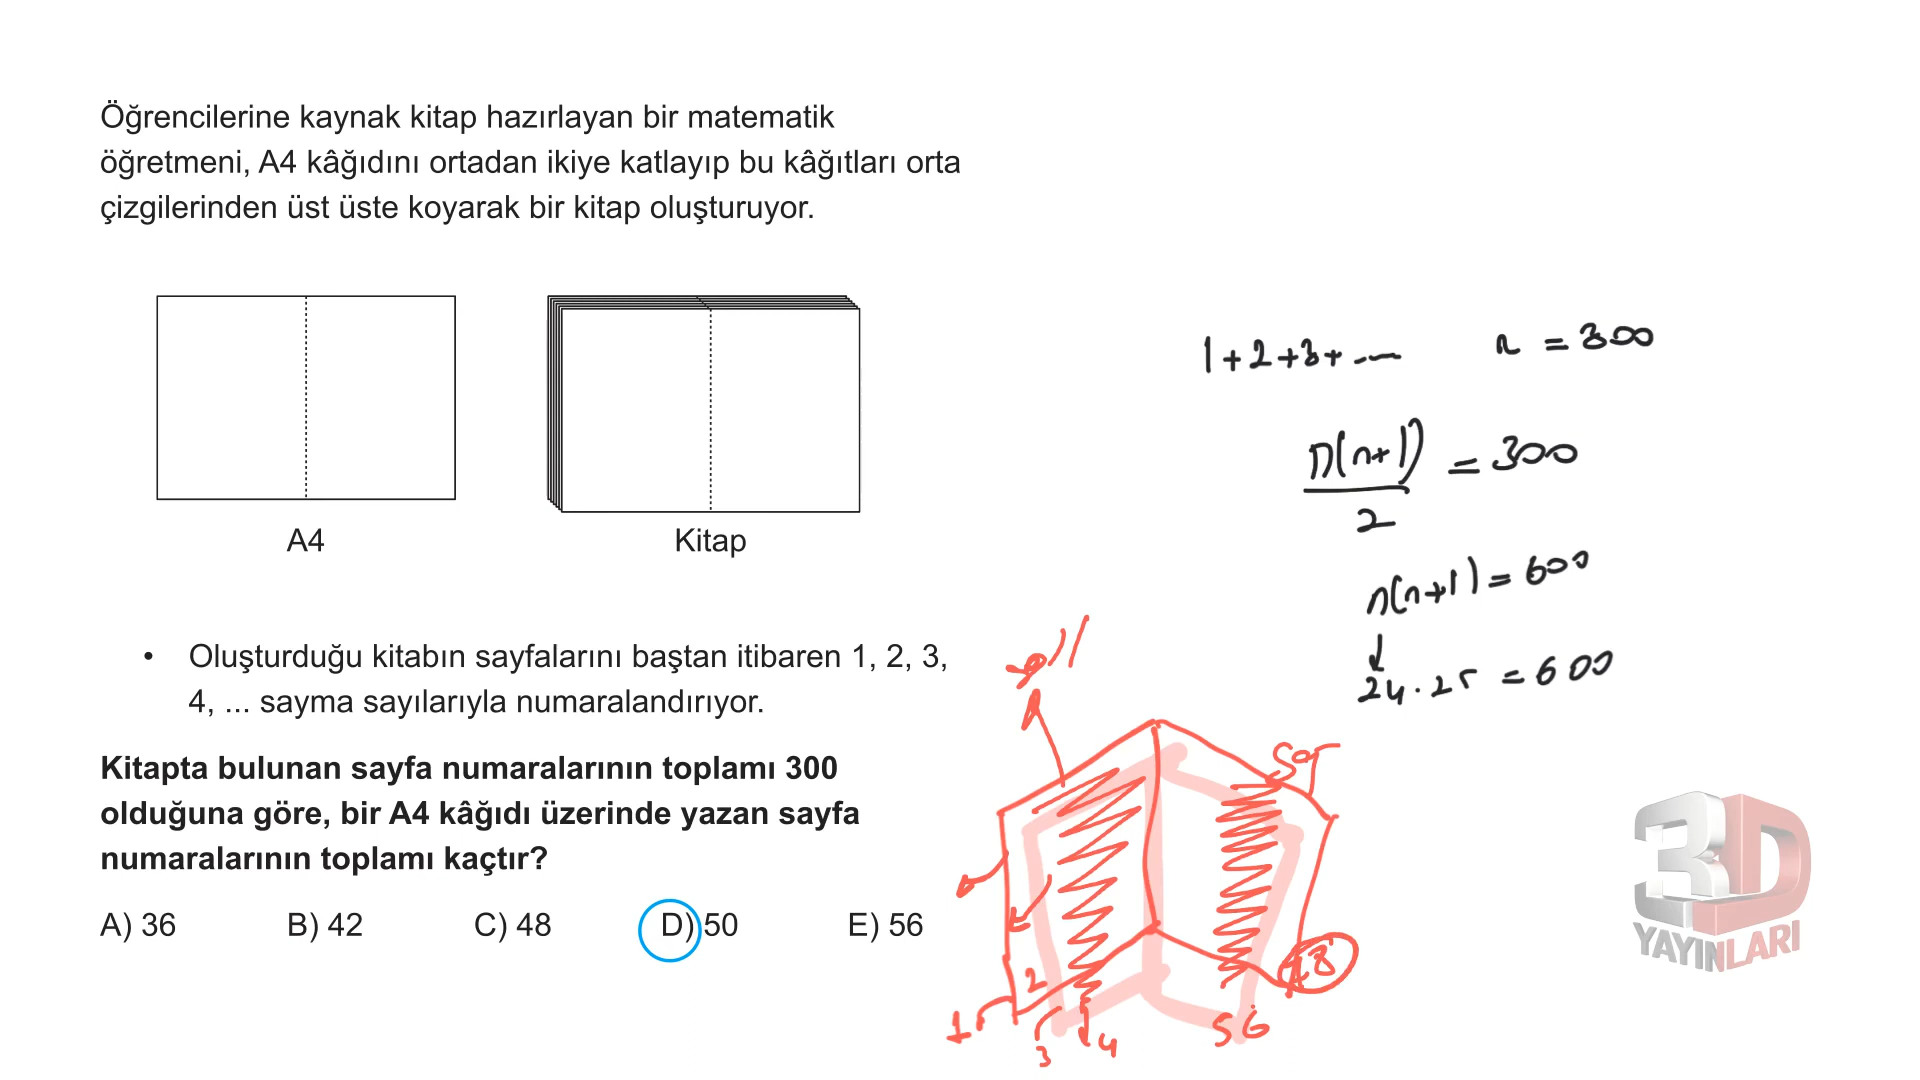 Öğrencilerine kaynak kitap hazırlayan bir matematik
öğretmeni, A4 kâğıdını ortadan ikiye katlayıp bu kâğıtları orta
çizgilerinden üst üste koyarak bir kitap oluşturuyor.
A4
Kitap
• Oluşturduğu kitabın sayfalarını baştan itibaren 1, 2, 3,
4, ... sayma sayılarıyla numaralandırıyor.
Kitapta bulunan sayfa numaralarının toplamı 300
olduğuna göre, bir A4 kâğıdı üzerinde yazan sayfa
numaralarının toplamı kaçtır?
A) 36 B) 42 C) 48 D) 50 E) 56
1+2+3+ ... n = 300
n(n+1) = 300
2
n(n+1) = 600
24 . 25 = 600
2
1
3
4
5 6
3D
YAYINLARI